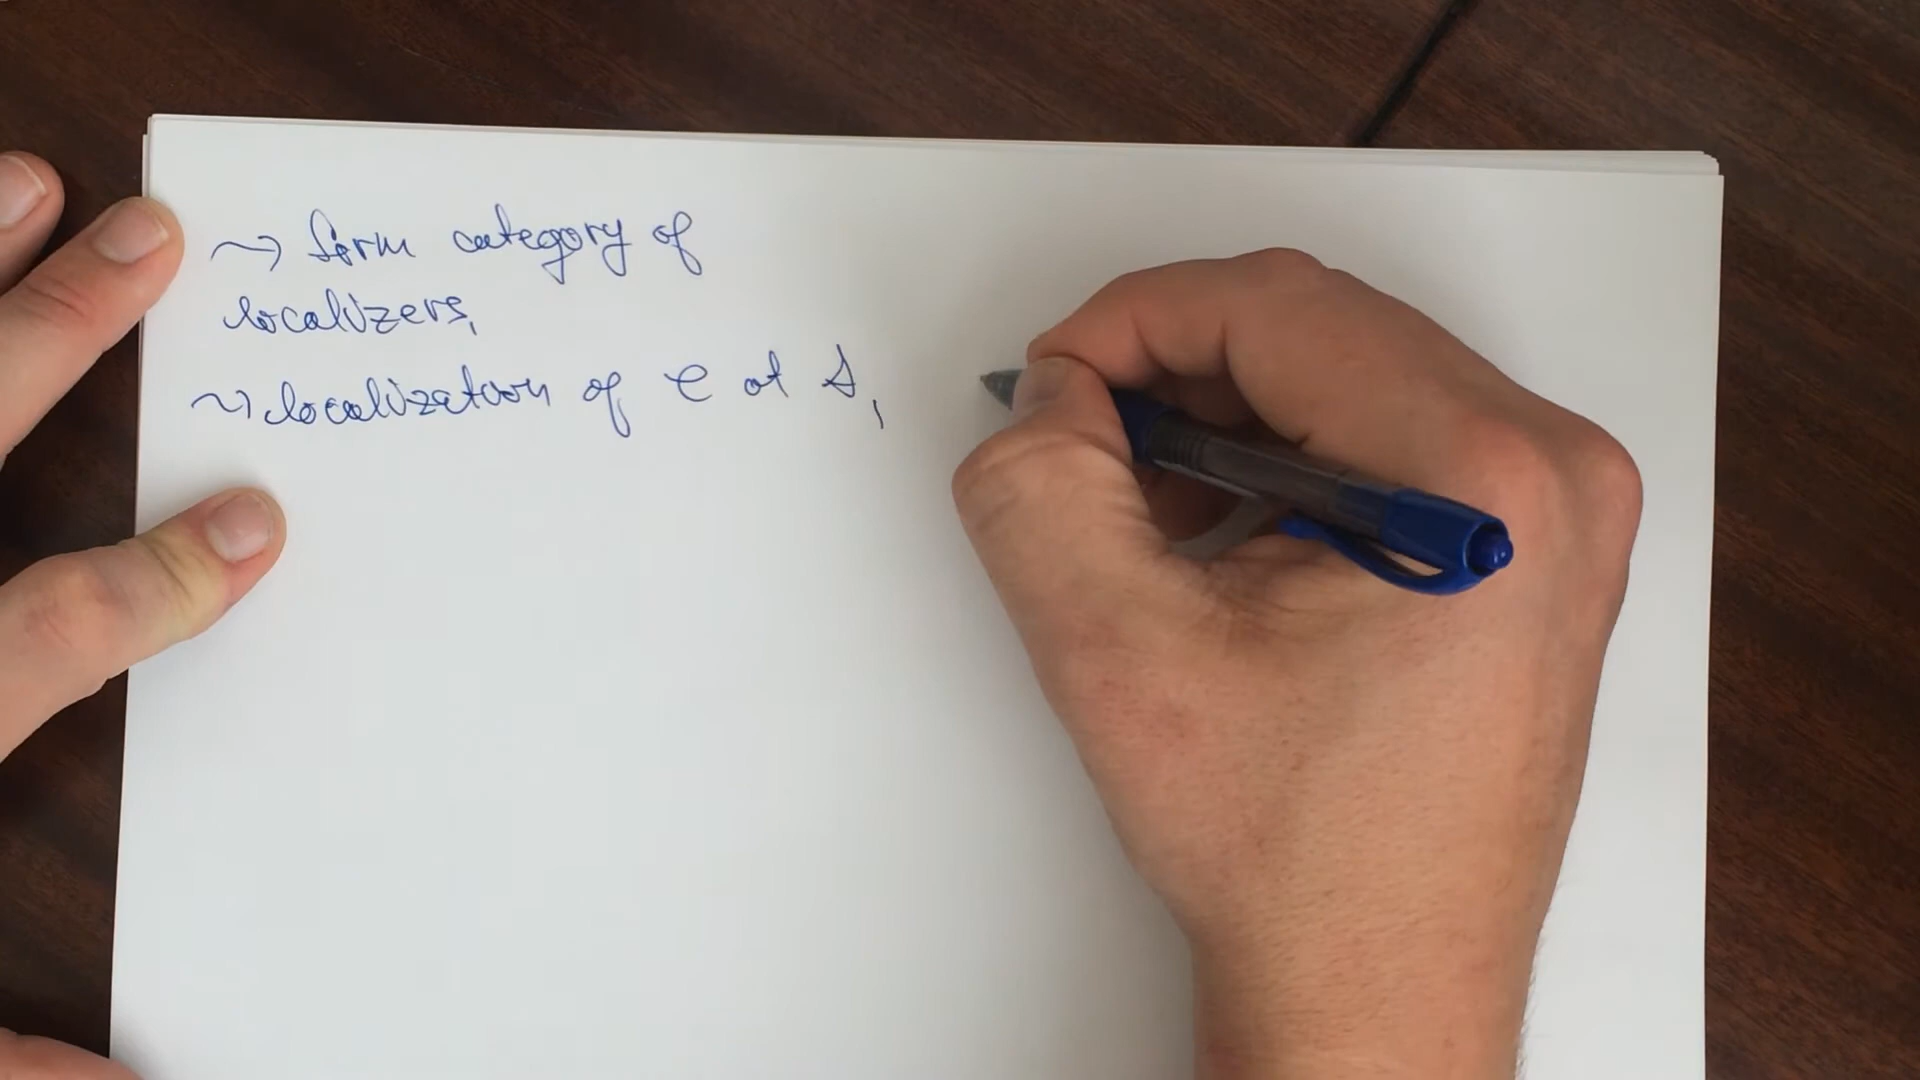 ⇝ form category of
localizers,
⇝ localization of C at S,